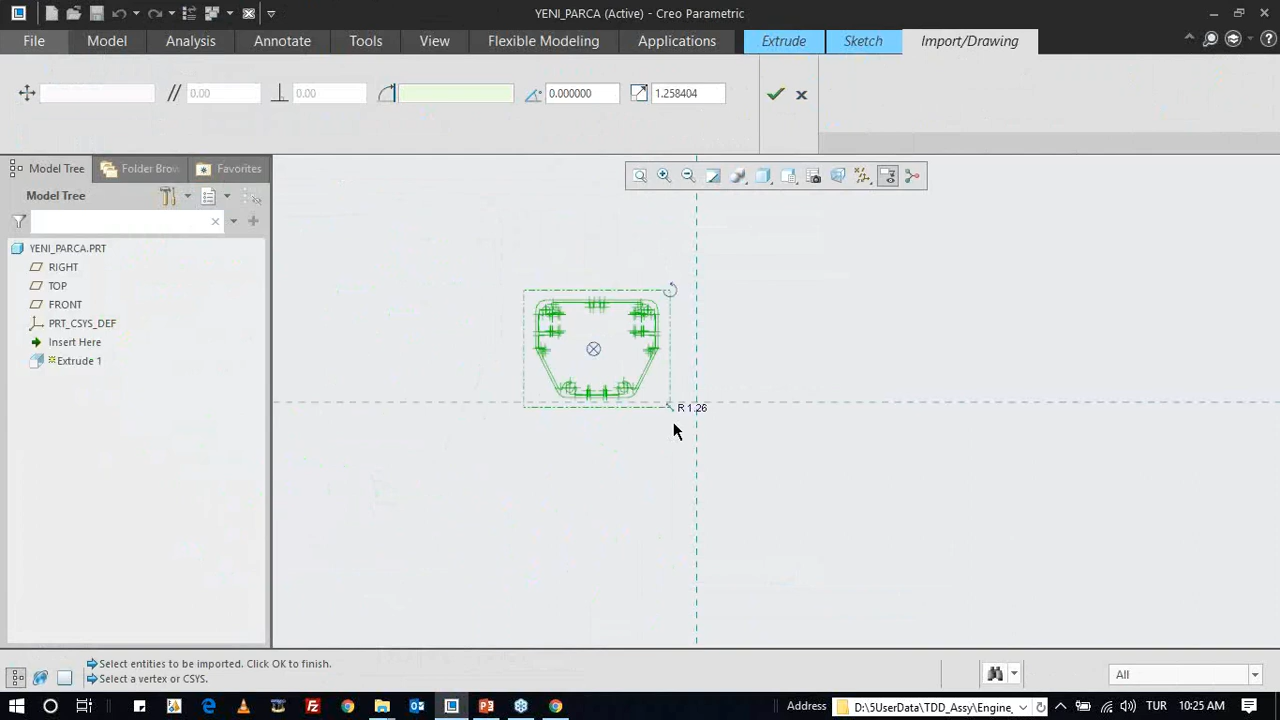 YENI_PARCA (Active) - Creo Parametric
File Model Analysis Annotate Tools View Flexible Modeling Applications Extrude Sketch Import/Drawing
0.00 0.00 0.000000 1.258404
Model Tree Folder Brow Favorites
Model Tree
YENI_PARCA.PRT
RIGHT
TOP
FRONT
PRT_CSYS_DEF
Insert Here
Extrude 1
R 1.26
Select entities to be imported. Click OK to finish.
Select a vertex or CSYS.
All
Address D:\5UserData\TDD_Assy\Engine_ TUR 10:25 AM